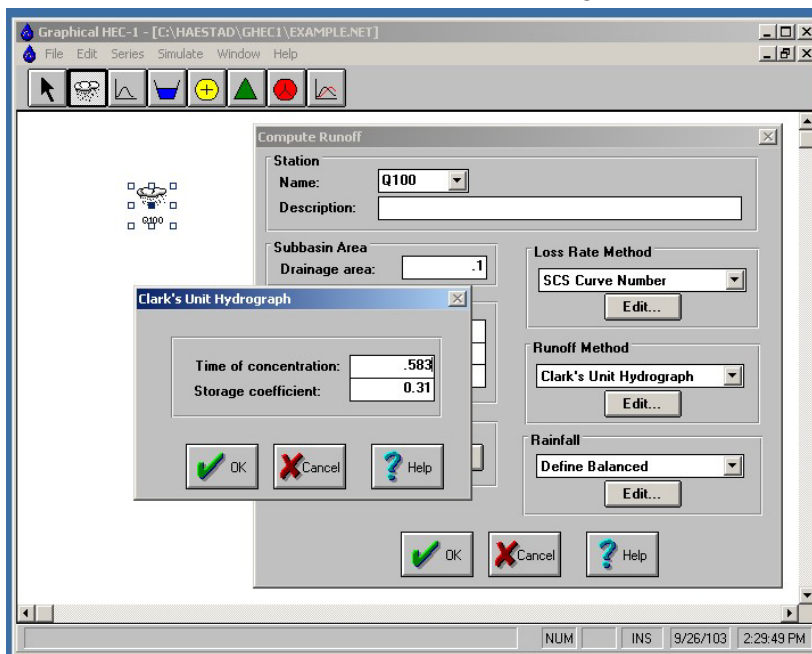 Graphical HEC-1 - [C:\HAESTAD\GHEC1\EXAMPLE.NET]
File Edit Series Simulate Window Help
Compute Runoff
Station
Name: Q100
Description:
Subbasin Area
Drainage area: .1
Loss Rate Method
SCS Curve Number
Edit...
Runoff Method
Clark's Unit Hydrograph
Edit...
Rainfall
Define Balanced
Edit...
OK Cancel Help
Q100
Clark's Unit Hydrograph
Time of concentration: .583
Storage coefficient: 0.31
OK Cancel Help
NUM INS 9/26/103 2:29:49 PM